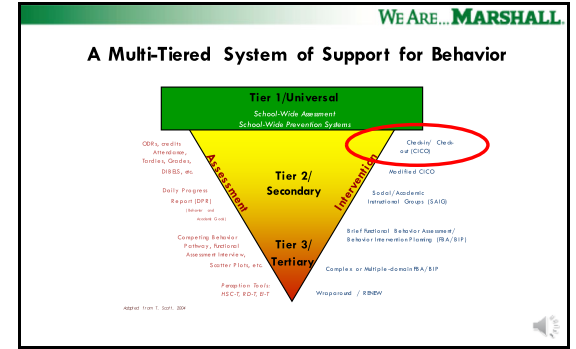 WE ARE...MARSHALL.
A Multi-Tiered System of Support for Behavior
Tier 1/Universal
School-Wide Assessment
School-Wide Prevention Systems
ODRs, credits
Attendance,
Tardies, Grades,
DIBELS, etc.
Daily Progress
Report (DPR)
(Behavior and
Academic Goals)
Competing Behavior
Pathway, Functional
Assessment Interview,
Scatter Plots, etc.
Perception Tools:
HSC-T, RD-T, EI-T
Adapted from T. Scott 2004
Assessment
Tier 2/
Secondary
Tier 3/
Tertiary
Intervention
Check-in/ Check-
out (CICO)
Modified CICO
Social/Academic
Instructional Groups (SAIG)
Brief Functional Behavior Assessment/
Behavior Intervention Planning (FBA/BIP)
Complex or Multiple-domain FBA/BIP
Wraparound / RENEW